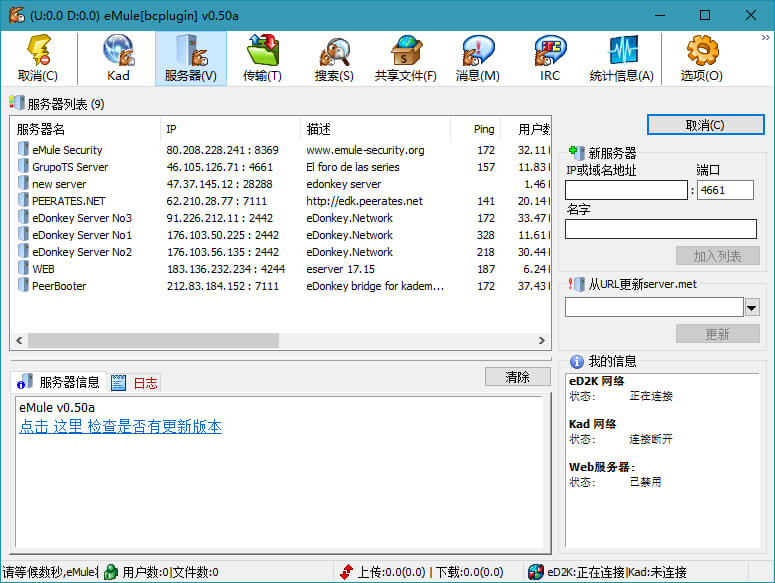 (U:0.0 D:0.0) eMule[bcplugin] v0.50a
取消(C) Kad 服务器(V) 传输(T) 搜索(S) 共享文件(F) 消息(M) IRC 统计信息(A) 选项(O)
服务器列表 (9)
服务器名 IP 描述 Ping 用户数
eMule Security 80.208.228.241 : 8369 www.emule-security.org 172 32.11
GrupoTS Server 46.105.126.71 : 4661 El foro de las series 157 11.83
new server 47.37.145.12 : 28288 edonkey server 1.46
PEERATES.NET 62.210.28.77 : 7111 http://edk.peerates.net 141 20.14
eDonkey Server No3 91.226.212.11 : 2442 eDonkey.Network 172 33.47
eDonkey Server No1 176.103.50.225 : 2442 eDonkey.Network 328 11.61
eDonkey Server No2 176.103.56.135 : 2442 eDonkey.Network 218 30.44
WEB 183.136.232.234 : 4244 eserver 17.15 187 6.24
PeerBooter 212.83.184.152 : 7111 eDonkey bridge for kadem... 172 37.43
取消(C)
新服务器
IP或域名地址 端口
: 4661
名字
加入列表
从URL更新server.met
更新
服务器信息 日志 清除
eMule v0.50a
点击 这里 检查是否有更新版本
我的信息
eD2K 网络
状态: 正在连接
Kad 网络
状态: 连接断开
Web服务器:
状态: 已禁用
请等候数秒,eMule 用户数:0|文件数:0 上传:0.0(0.0) | 下载:0.0(0.0) eD2K:正在连接|Kad:未连接